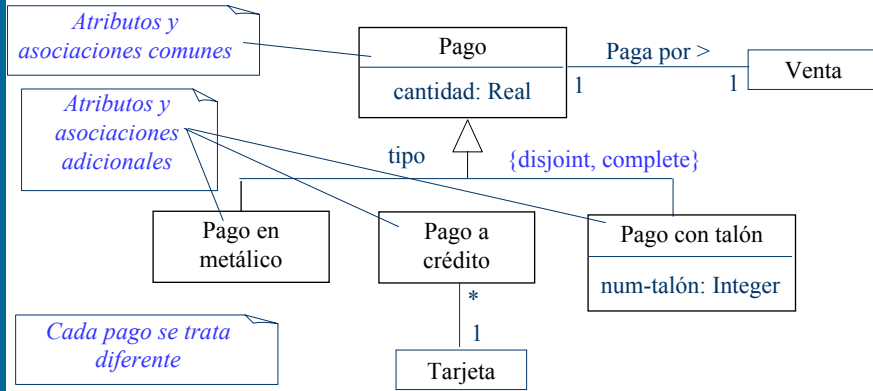 Atributos y
asociaciones comunes
Pago
cantidad: Real
Paga por >
1
1
Venta
Atributos y
asociaciones
adicionales
tipo
{disjoint, complete}
Pago en
metálico
Pago a
crédito
Pago con talón
num-talón: Integer
*
1
Tarjeta
Cada pago se trata
diferente